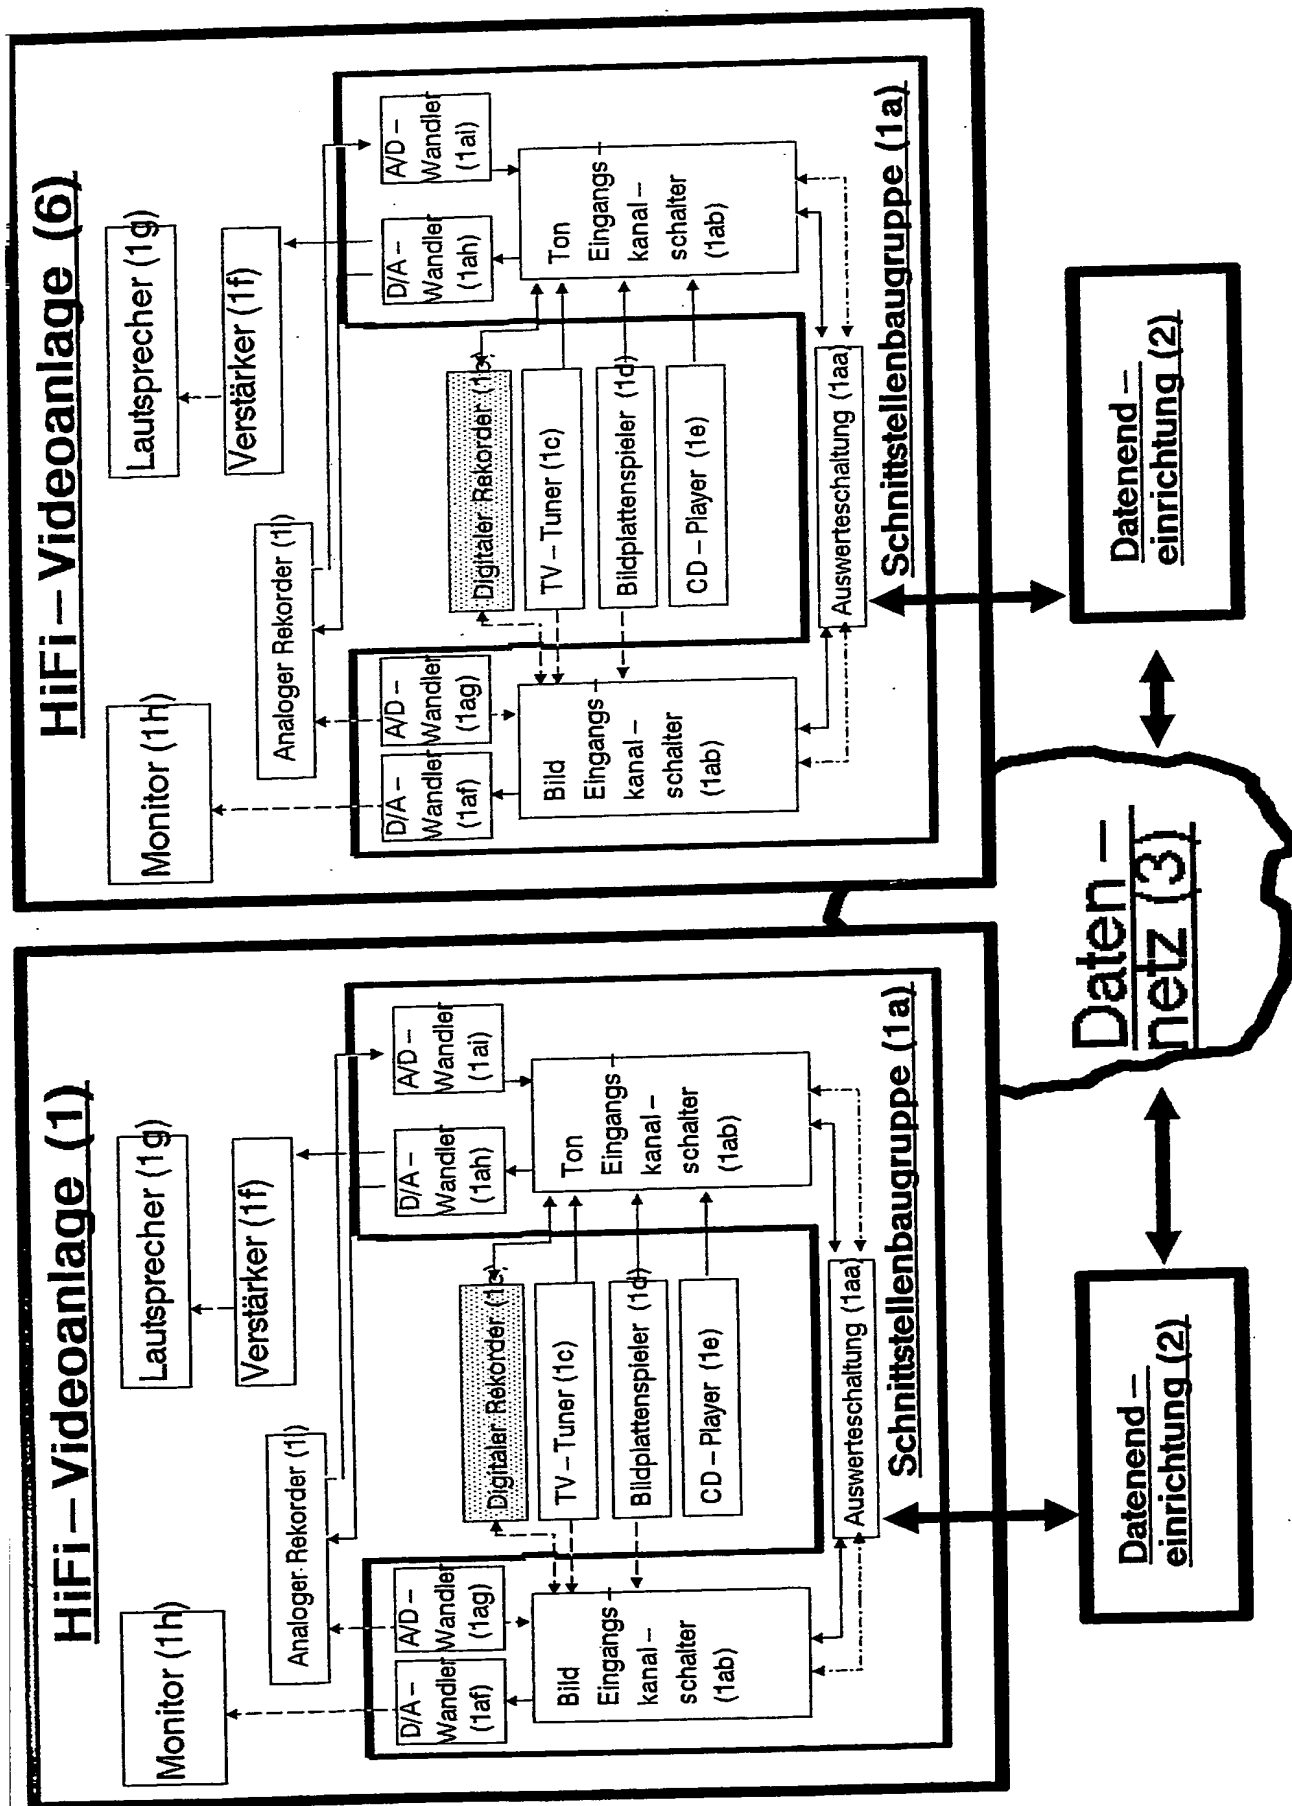 HiFi – Videoanlage (1)
Monitor (1h)
Lautsprecher (1g)
Verstärker (1f)
Analoger Rekorder (1i)
D/A –
Wandler
(1af)
A/D –
Wandler
(1ag)
D/A –
Wandler
(1ah)
A/D –
Wandler
(1ai)
Digitaler Rekorder
TV – Tuner (1c)
Bildplattenspieler (1d)
CD – Player (1e)
Bild
Eingangs –
kanal –
schalter
(1ab)
Ton
Eingangs –
kanal –
schalter
(1ab)
Auswerteschaltung (1aa)
Schnittstellenbaugruppe (1a)
Datenend –
einrichtung (2)
HiFi – Videoanlage (6)
Monitor (1h)
Lautsprecher (1g)
Verstärker (1f)
Analoger Rekorder (1i)
D/A –
Wandler
(1af)
A/D –
Wandler
(1ag)
D/A –
Wandler
(1ah)
A/D –
Wandler
(1ai)
Digitaler Rekorder
TV – Tuner (1c)
Bildplattenspieler (1d)
CD – Player (1e)
Bild
Eingangs –
kanal –
schalter
(1ab)
Ton
Eingangs –
kanal –
schalter
(1ab)
Auswerteschaltung (1aa)
Schnittstellenbaugruppe (1a)
Datenend –
einrichtung (2)
Daten –
netz (3)